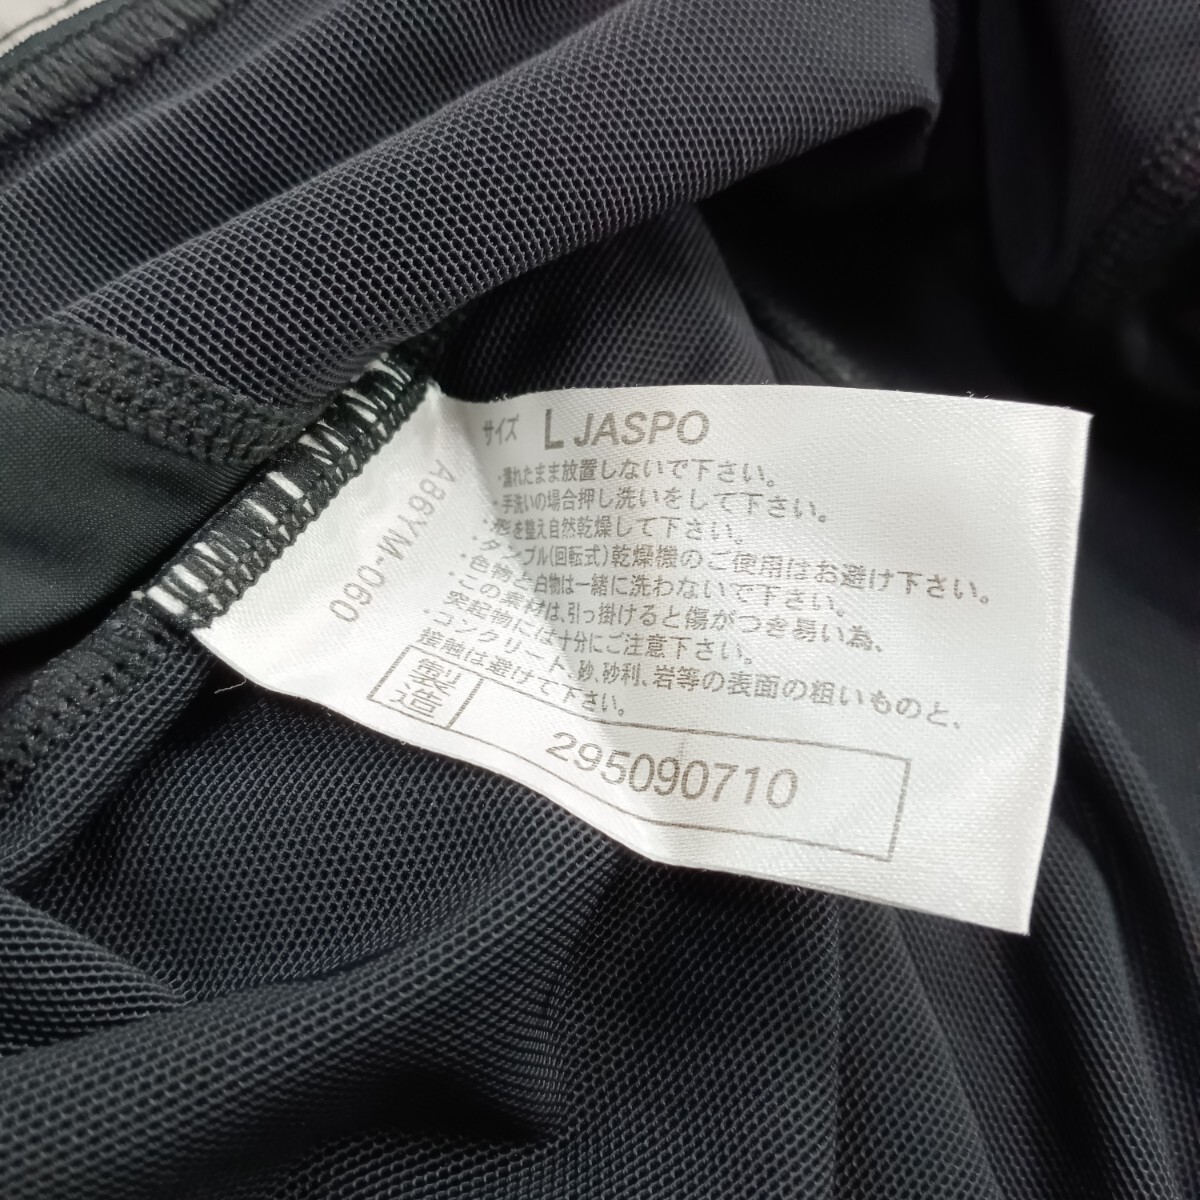 サイズ L JASPO
・濡れたまま放置しないで下さい。
・手洗いの場合押し洗いをして下さい。
・形を整え自然乾燥して下さい。
・タンブル(回転式)乾燥機のご使用はお避け下さい。
・色物と白物は一緒に洗わないで下さい。
・この素材は、引っ掛けると傷がつき易い為、
突起物には十分にご注意下さい。
コンクリート、砂、砂利、岩等の表面の粗いものと、
接触は避けて下さい。
製造
295090710
A86YM-060